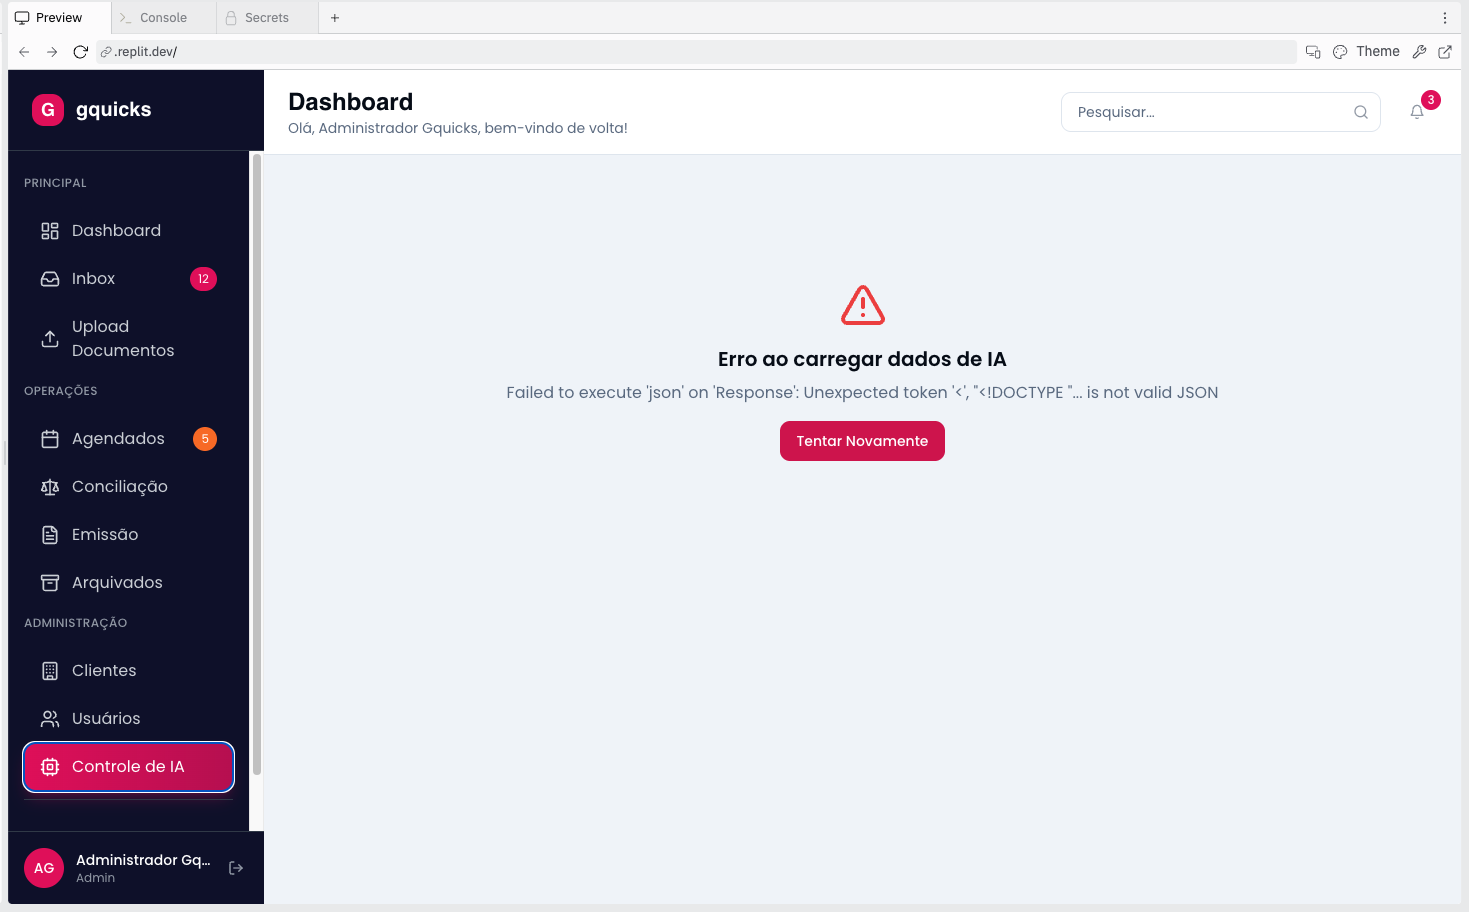 Preview
Console
Secrets
.replit.dev/
Theme
G gquicks
Dashboard
Olá, Administrador Gquicks, bem-vindo de volta!
Pesquisar...
3
PRINCIPAL
Dashboard
Inbox 12
Upload
Documentos
OPERAÇÕES
Agendados 5
Conciliação
Emissão
Arquivados
ADMINISTRAÇÃO
Clientes
Usuários
Controle de IA
AG
Administrador Gq...
Admin
Erro ao carregar dados de IA
Failed to execute 'json' on 'Response': Unexpected token '<', "<!DOCTYPE "... is not valid JSON
Tentar Novamente